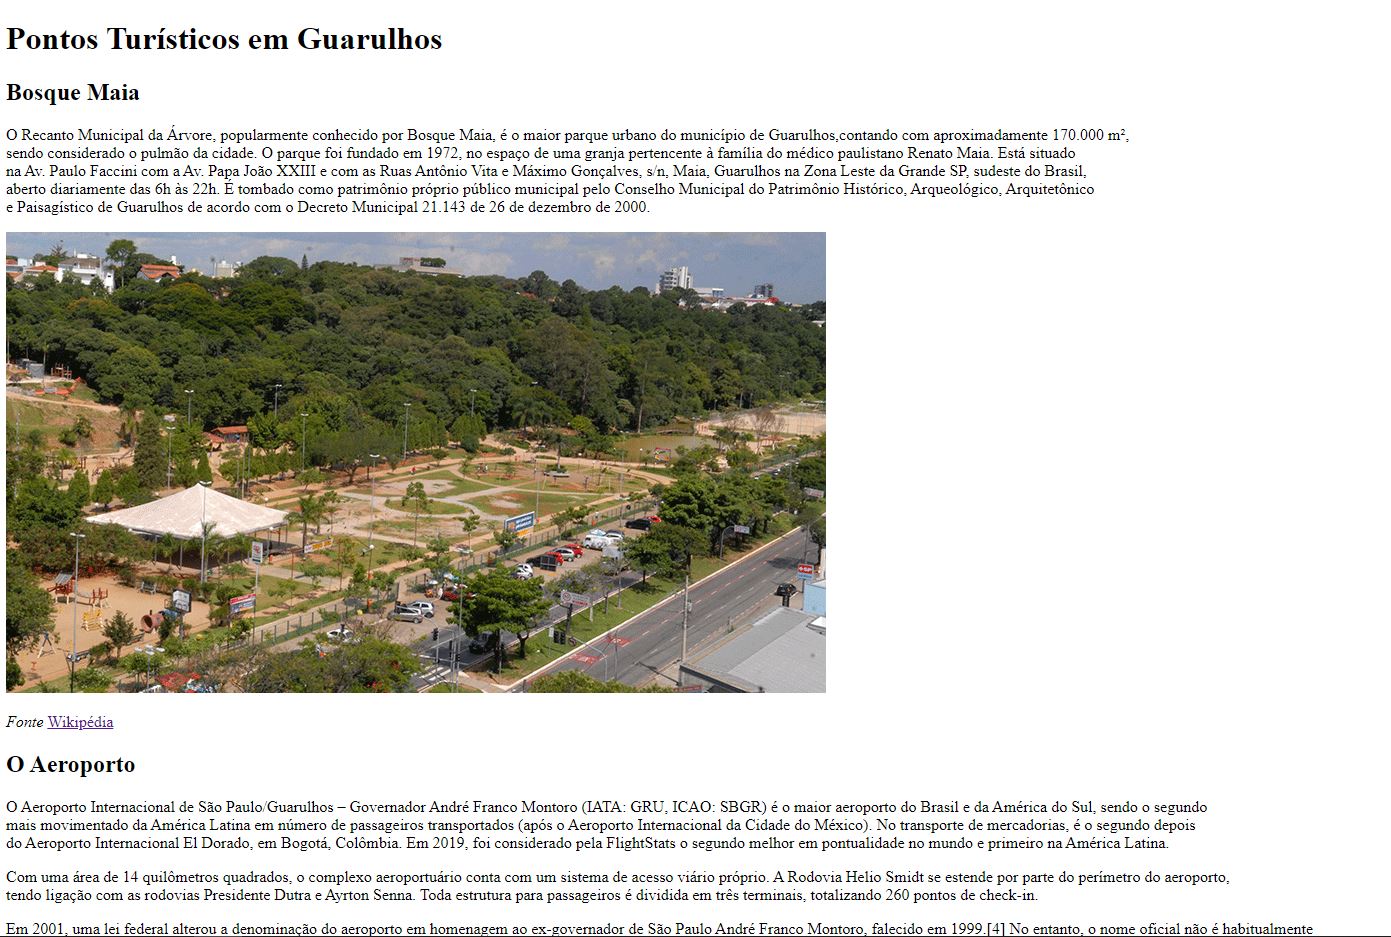 Pontos Turísticos em Guarulhos
Bosque Maia
O Recanto Municipal da Árvore, popularmente conhecido por Bosque Maia, é o maior parque urbano do município de Guarulhos,contando com aproximadamente 170.000 m²,
sendo considerado o pulmão da cidade. O parque foi fundado em 1972, no espaço de uma granja pertencente à família do médico paulistano Renato Maia. Está situado
na Av. Paulo Faccini com a Av. Papa João XXIII e com as Ruas Antônio Vita e Máximo Gonçalves, s/n, Maia, Guarulhos na Zona Leste da Grande SP, sudeste do Brasil,
aberto diariamente das 6h às 22h. É tombado como patrimônio próprio público municipal pelo Conselho Municipal do Patrimônio Histórico, Arqueológico, Arquitetônico
e Paisagístico de Guarulhos de acordo com o Decreto Municipal 21.143 de 26 de dezembro de 2000.
Fonte Wikipédia
O Aeroporto
O Aeroporto Internacional de São Paulo/Guarulhos – Governador André Franco Montoro (IATA: GRU, ICAO: SBGR) é o maior aeroporto do Brasil e da América do Sul, sendo o segundo
mais movimentado da América Latina em número de passageiros transportados (após o Aeroporto Internacional da Cidade do México). No transporte de mercadorias, é o segundo depois
do Aeroporto Internacional El Dorado, em Bogotá, Colômbia. Em 2019, foi considerado pela FlightStats o segundo melhor em pontualidade no mundo e primeiro na América Latina.
Com uma área de 14 quilômetros quadrados, o complexo aeroportuário conta com um sistema de acesso viário próprio. A Rodovia Helio Smidt se estende por parte do perímetro do aeroporto,
tendo ligação com as rodovias Presidente Dutra e Ayrton Senna. Toda estrutura para passageiros é dividida em três terminais, totalizando 260 pontos de check-in.
Em 2001, uma lei federal alterou a denominação do aeroporto em homenagem ao ex-governador de São Paulo André Franco Montoro, falecido em 1999.[4] No entanto, o nome oficial não é habitualmente